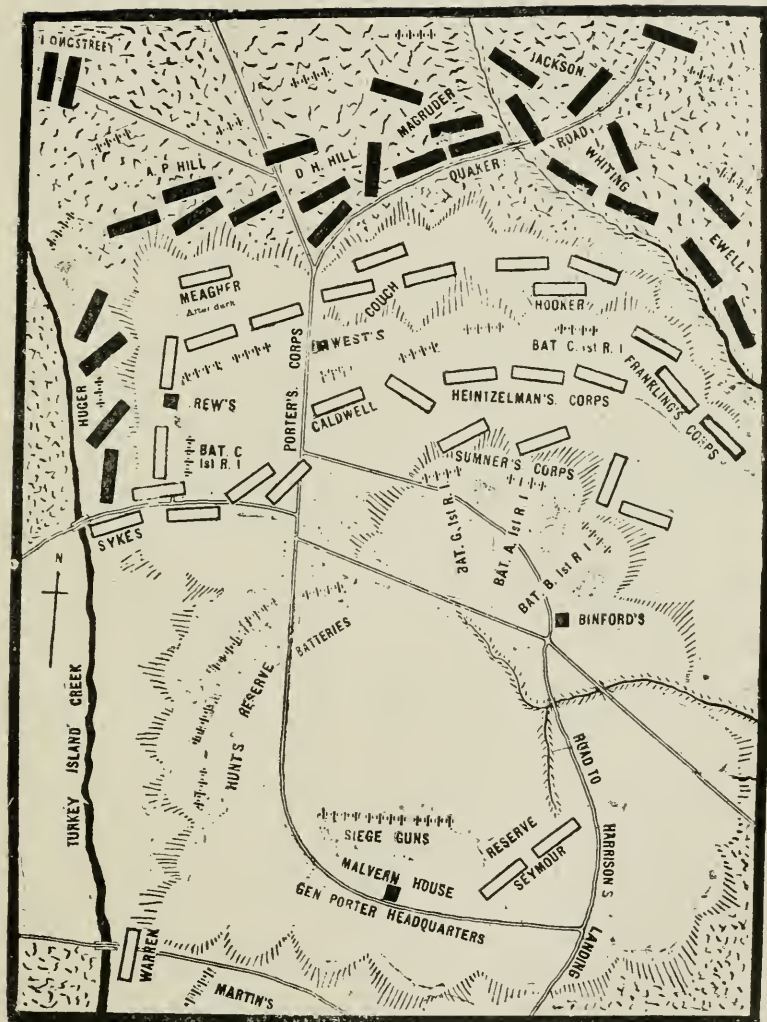 LONGSTREET
JACKSON
MAGRUDER
A. P. HILL
D. H. HILL
QUAKER ROAD
WHITING
EWELL
MEAGHER
After dark
COUCH
HOOKER
HUGER
PORTER'S CORPS
WEST'S
BAT. C. 1st R. I
FRANKLING'S CORPS
REW'S
CALDWELL
HEINTZELMAN'S CORPS
BAT. C
1st R. I
SUMNER'S CORPS
SYKES
BAT. G. 1st R. I
BAT. A. 1st R. I
BAT. B. 1st R. I
N
BINFORD'S
TURKEY ISLAND CREEK
HUNT'S RESERVE BATTERIES
ROAD TO HARRISON'S LANDING
SIEGE GUNS
RESERVE
SEYMOUR
MALVERN HOUSE
GEN PORTER HEADQUARTERS
WARREN
MARTIN'S